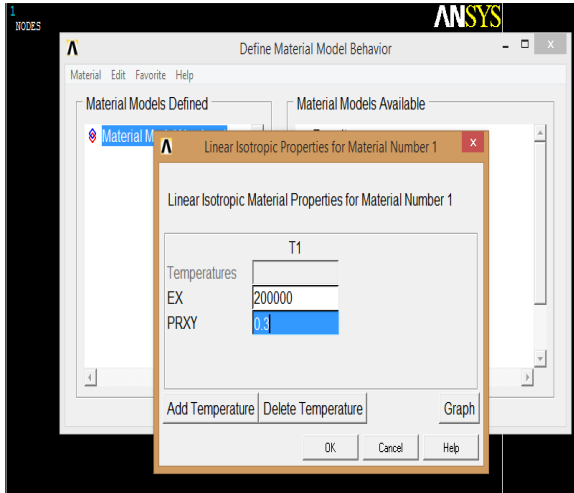 1
NODES
ANSYS
Define Material Model Behavior
Material Edit Favorite Help
Material Models Defined
Material Models Available
Material
Linear Isotropic Properties for Material Number 1
Linear Isotropic Material Properties for Material Number 1
T1
Temperatures
EX 200000
PRXY 0.3
Add Temperature Delete Temperature Graph
OK Cancel Help